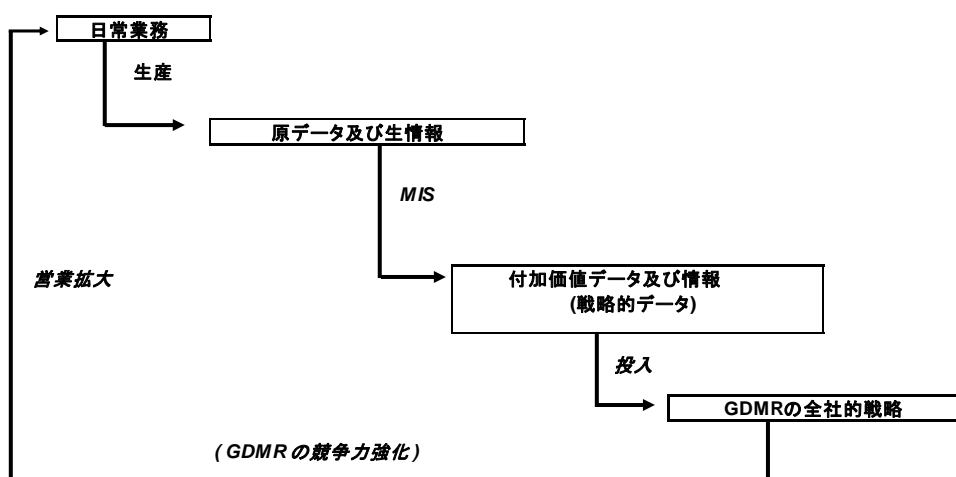 日常業務
生産
原データ及び生情報
MIS
営業拡大
付加価値データ及び情報
(戦略的データ)
投入
GDMRの全社的戦略
(GDMRの競争力強化)